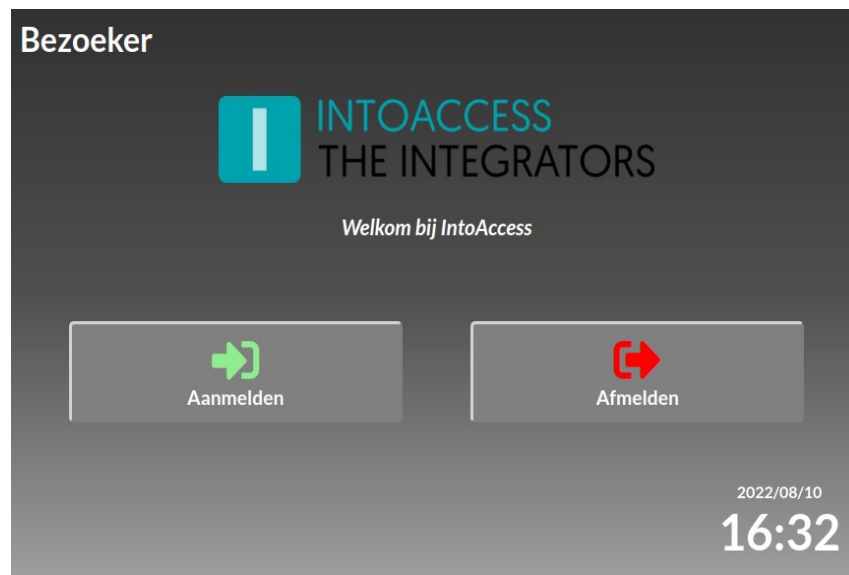 Bezoeker
INTOACCESS
THE INTEGRATORS
Welkom bij IntoAccess
Aanmelden
Afmelden
2022/08/10
16:32